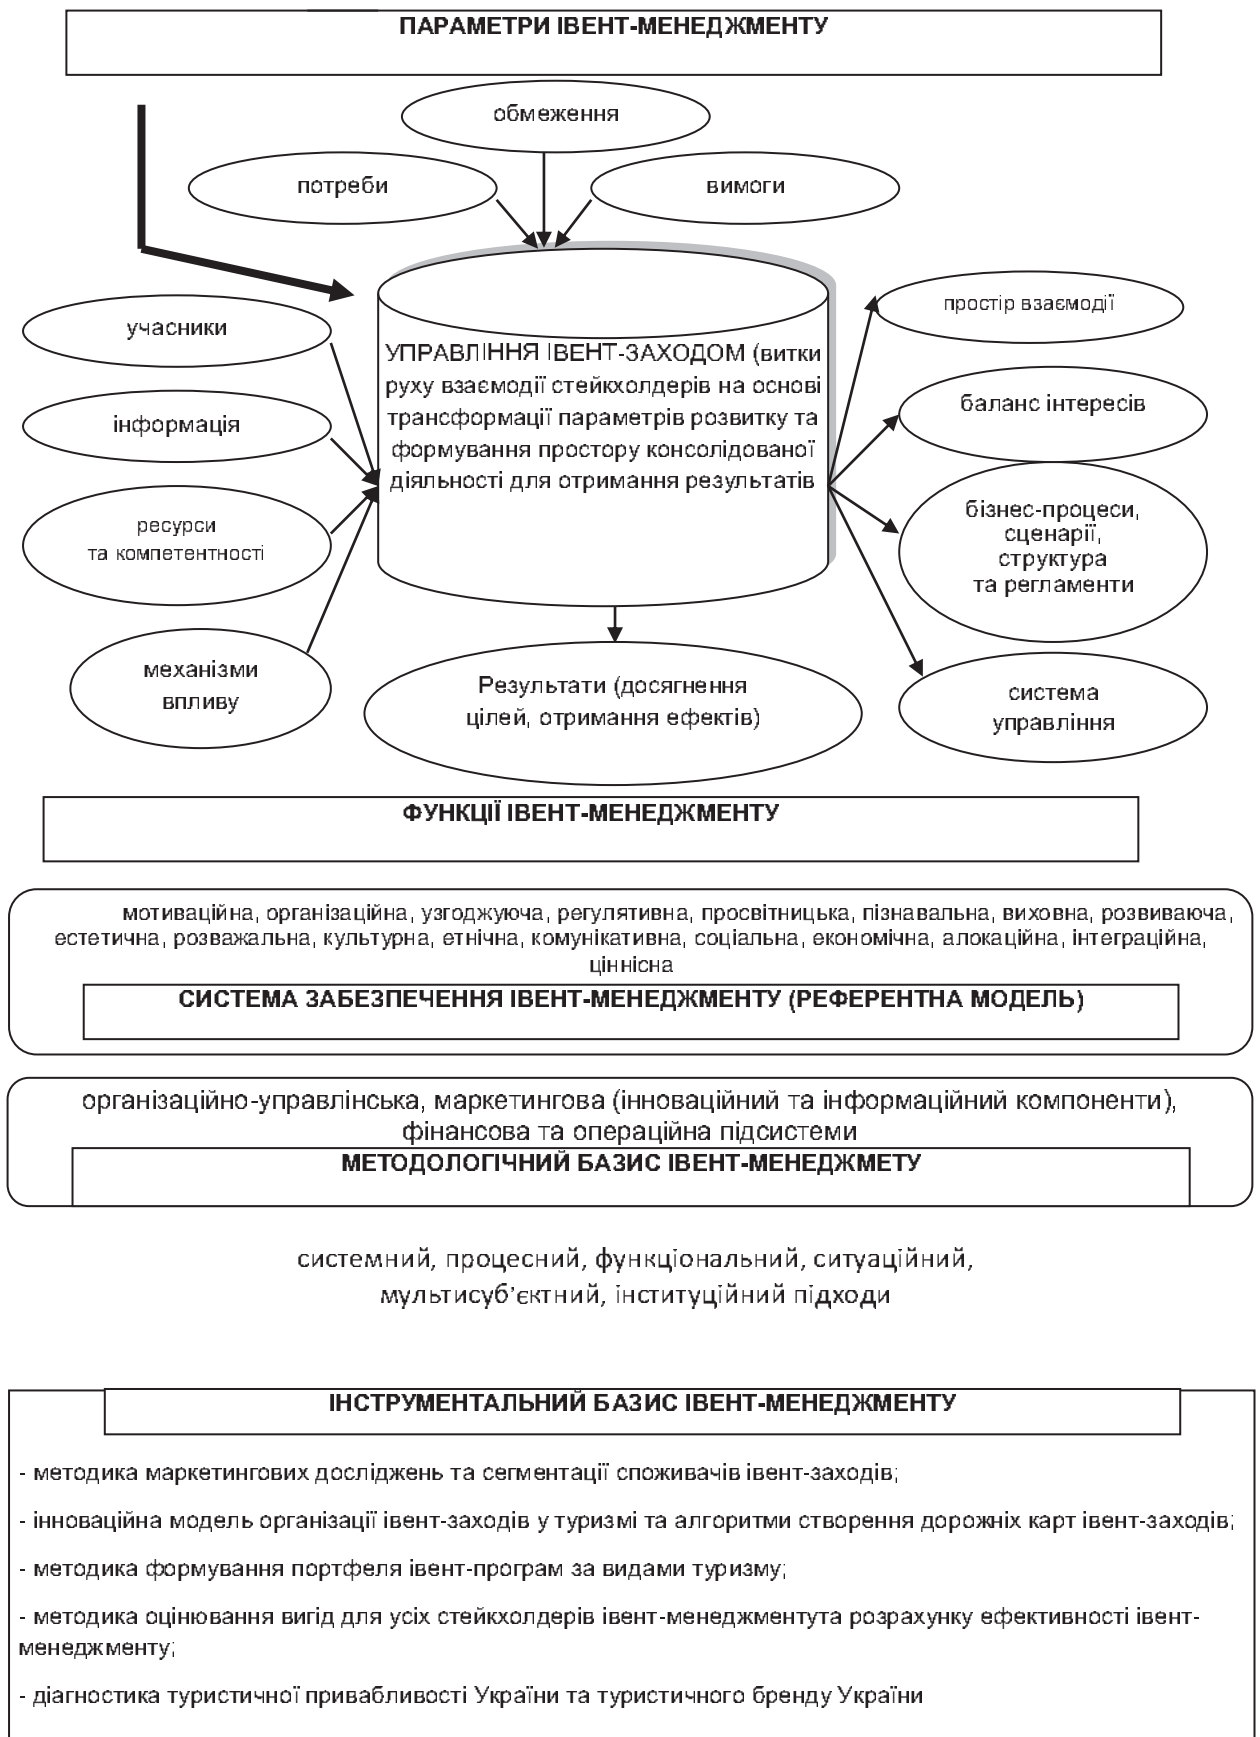 ПАРАМЕТРИ ІВЕНТ-МЕНЕДЖМЕНТУ
обмеження
потреби
вимоги
учасники
інформація
ресурси
та компетентності
механізми
впливу
УПРАВЛІННЯ ІВЕНТ-ЗАХОДОМ (витки
руху взаємодії стейкхолдерів на основі
трансформації параметрів розвитку та
формування простору консолідованої
діяльності для отримання результатів
простір взаємодії
баланс інтересів
бізнес-процеси,
сценарії,
структура
та регламенти
система
управління
Результати (досягнення
цілей, отримання ефектів)
ФУНКЦІЇ ІВЕНТ-МЕНЕДЖМЕНТУ
мотиваційна, організаційна, узгоджуюча, регулятивна, просвітницька, пізнавальна, виховна, розвиваюча,
естетична, розважальна, культурна, етнічна, комунікативна, соціальна, економічна, алокаційна, інтеграційна,
ціннісна
СИСТЕМА ЗАБЕЗПЕЧЕННЯ ІВЕНТ-МЕНЕДЖМЕНТУ (РЕФЕРЕНТНА МОДЕЛЬ)
організаційно-управлінська, маркетингова (інноваційний та інформаційний компоненти),
фінансова та операційна підсистеми
МЕТОДОЛОГІЧНИЙ БАЗИС ІВЕНТ-МЕНЕДЖМЕТУ
системний, процесний, функціональний, ситуаційний,
мультисуб’єктний, інституційний підходи
ІНСТРУМЕНТАЛЬНИЙ БАЗИС ІВЕНТ-МЕНЕДЖМЕНТУ
- методика маркетингових досліджень та сегментації споживачів івент-заходів;
- інноваційна модель організації івент-заходів у туризмі та алгоритми створення дорожніх карт івент-заходів;
- методика формування портфеля івент-програм за видами туризму;
- методика оцінювання вигід для усіх стейкхолдерів івент-менеджментута розрахунку ефективності івент-
менеджменту;
- діагностика туристичної привабливості України та туристичного бренду України